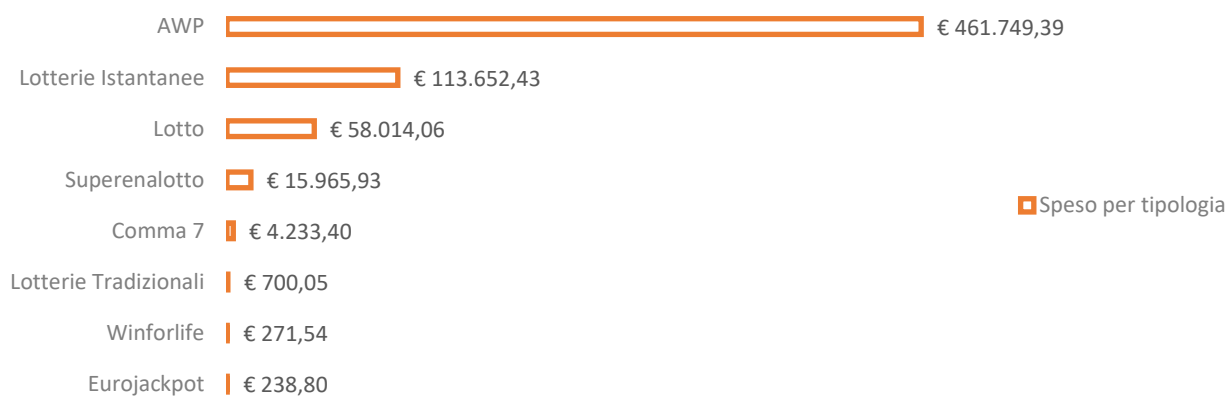 AWP € 461.749,39
Lotterie Istantanee € 113.652,43
Lotto € 58.014,06
Superenalotto € 15.965,93
Speso per tipologia
Comma 7 € 4.233,40
Lotterie Tradizionali € 700,05
Winforlife € 271,54
Eurojackpot € 238,80